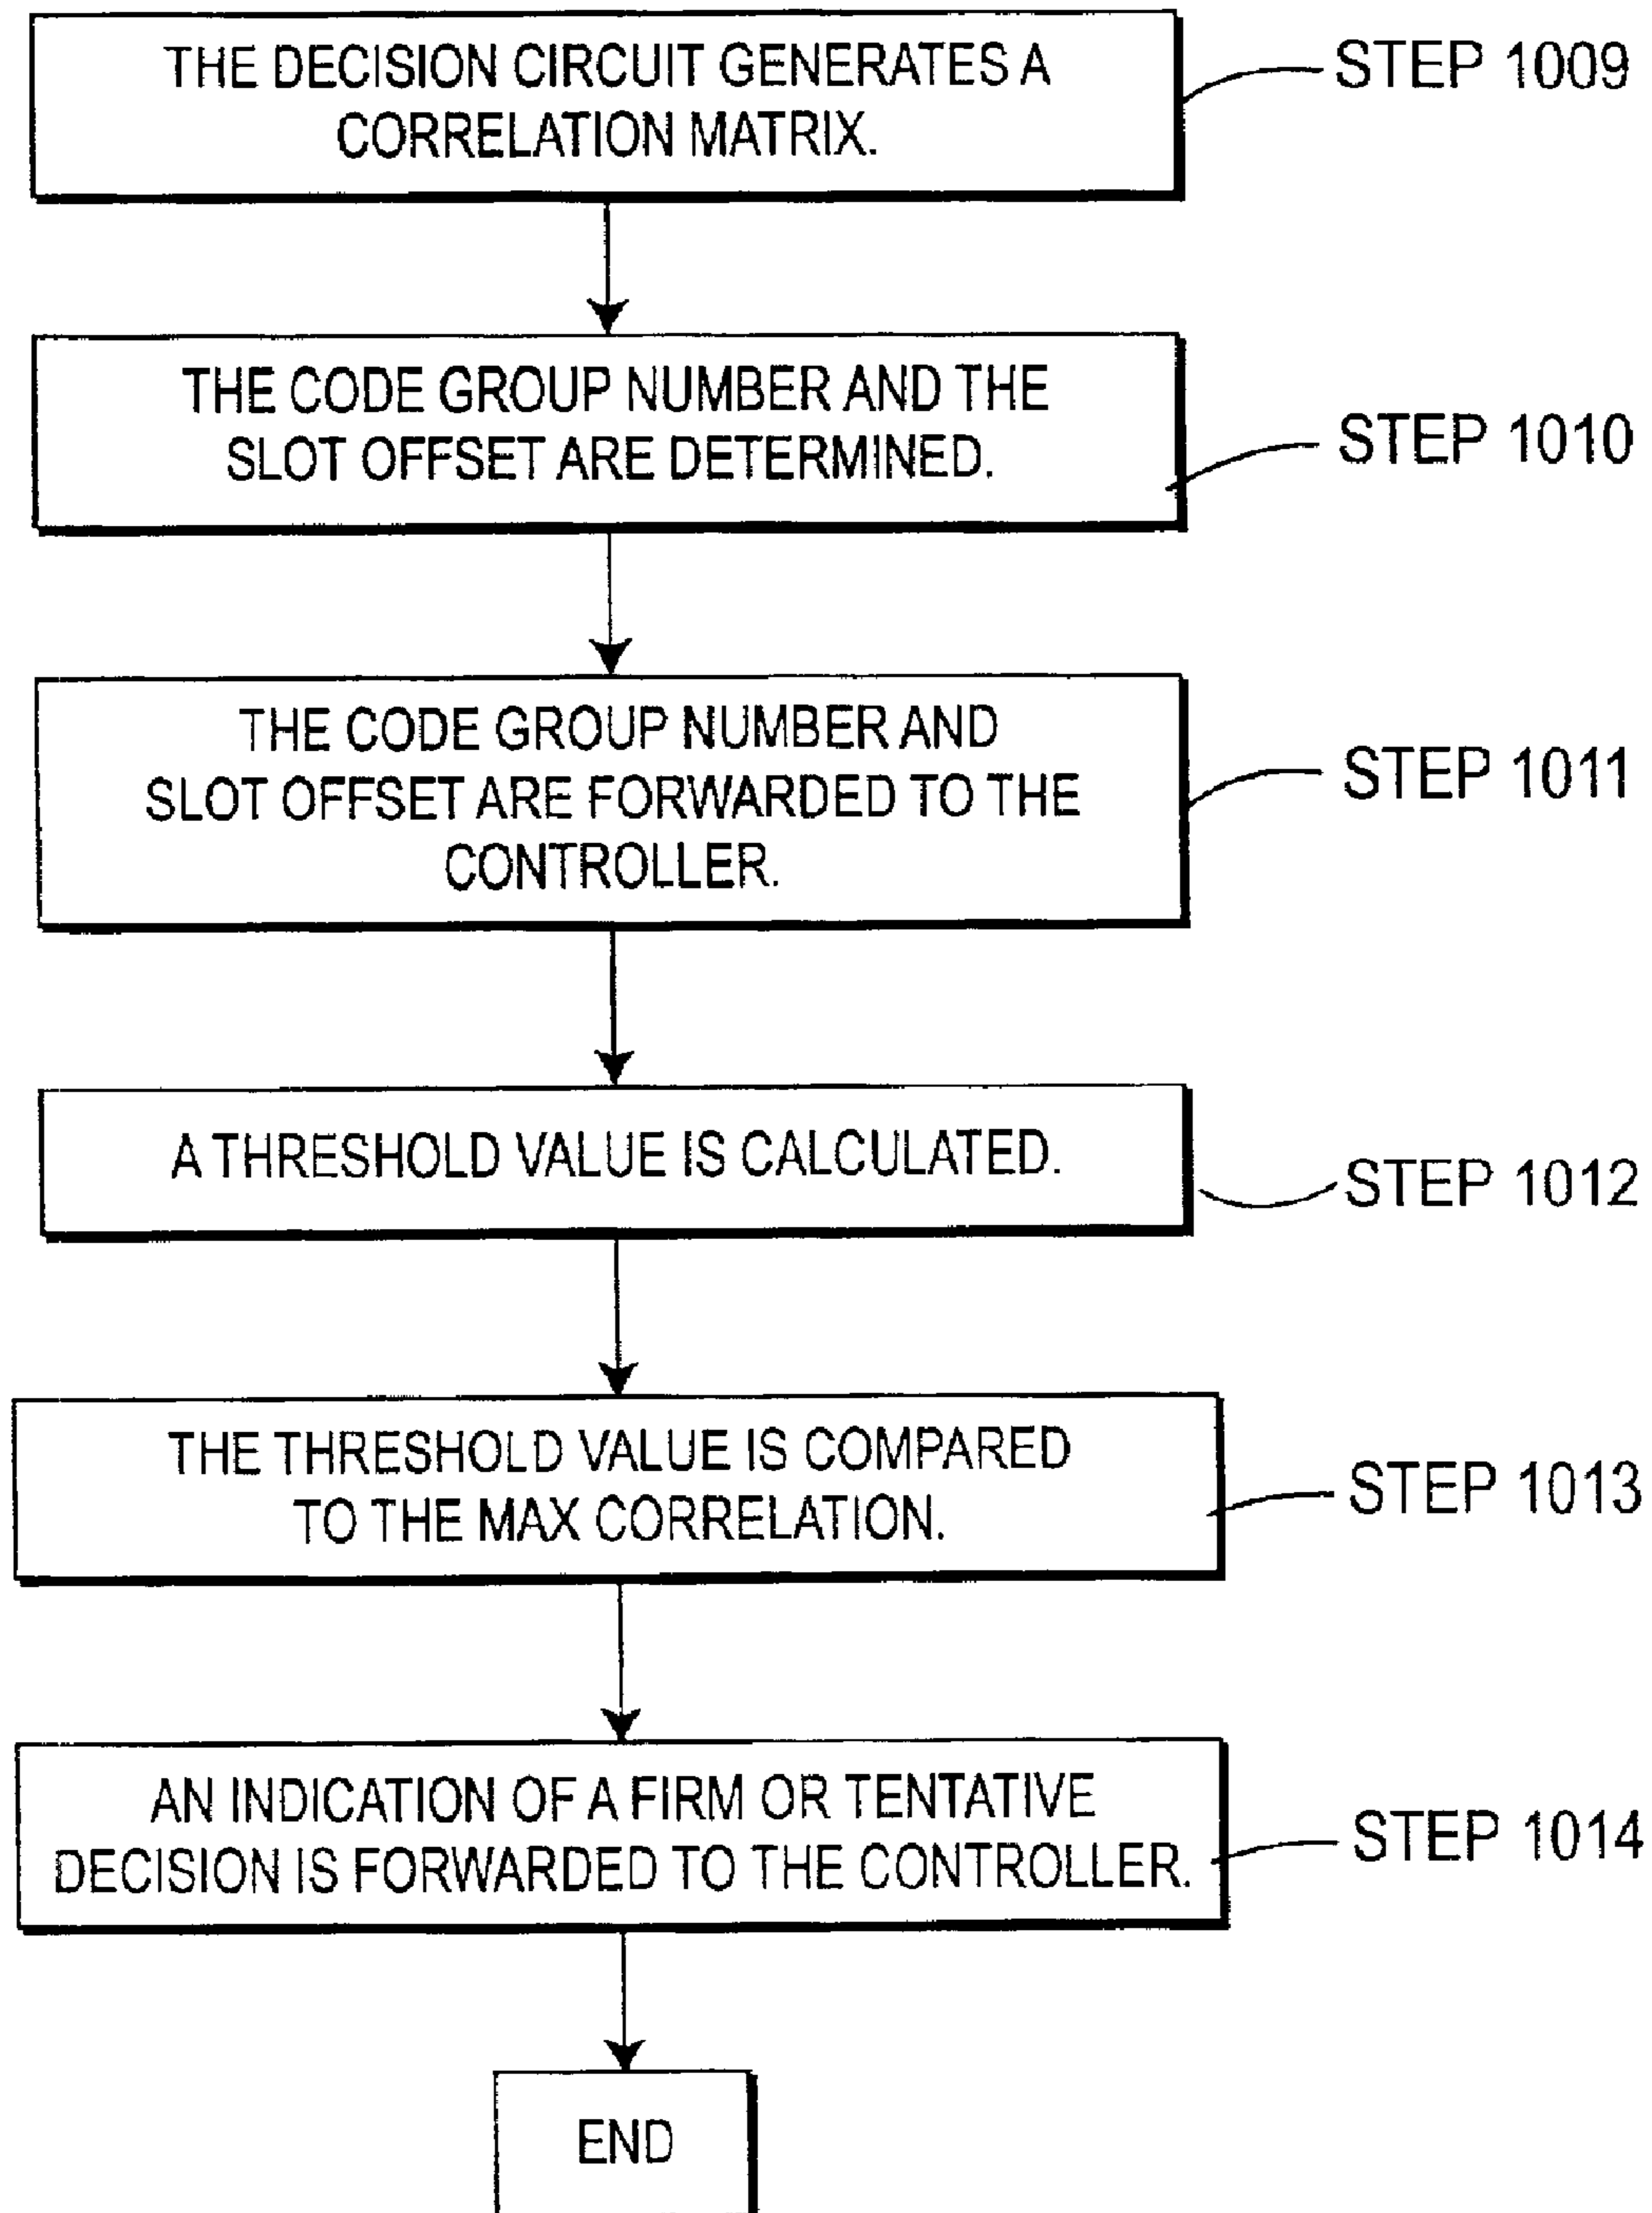 THE DECISION CIRCUIT GENERATES A
CORRELATION MATRIX.
STEP 1009
THE CODE GROUP NUMBER AND THE
SLOT OFFSET ARE DETERMINED.
STEP 1010
THE CODE GROUP NUMBER AND
SLOT OFFSET ARE FORWARDED TO THE
CONTROLLER.
STEP 1011
A THRESHOLD VALUE IS CALCULATED.
STEP 1012
THE THRESHOLD VALUE IS COMPARED
TO THE MAX CORRELATION.
STEP 1013
AN INDICATION OF A FIRM OR TENTATIVE
DECISION IS FORWARDED TO THE CONTROLLER.
STEP 1014
END